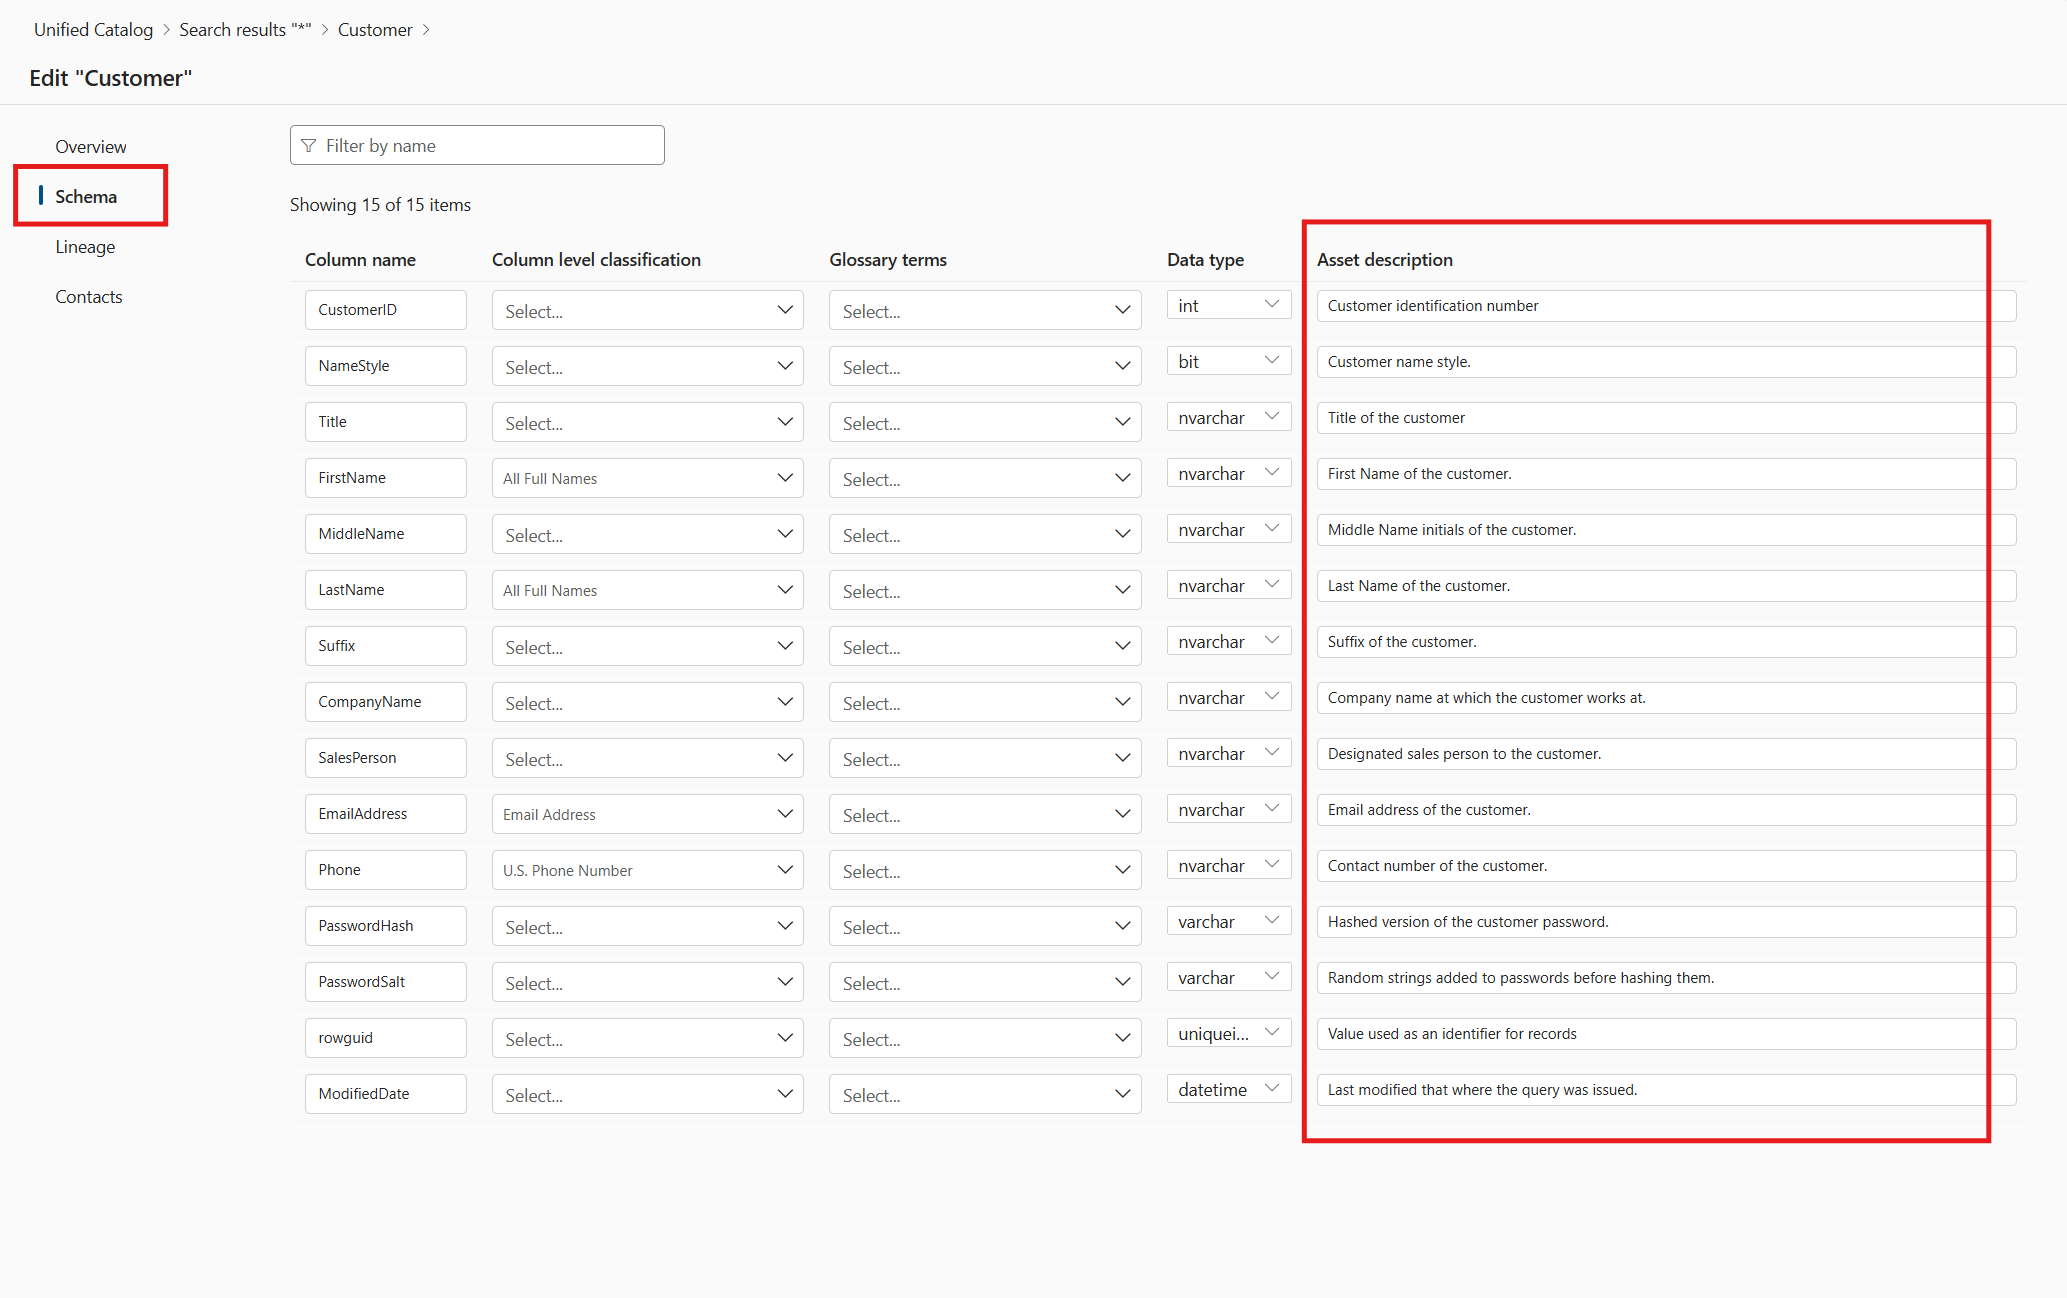 Unified Catalog > Search results "*" > Customer >
Edit "Customer"
Overview
Schema
Lineage
Contacts
Filter by name
Showing 15 of 15 items
Column name Column level classification Glossary terms Data type Asset description
CustomerID Select... Select... int Customer identification number
NameStyle Select... Select... bit Customer name style.
Title Select... Select... nvarchar Title of the customer
FirstName All Full Names Select... nvarchar First Name of the customer.
MiddleName Select... Select... nvarchar Middle Name initials of the customer.
LastName All Full Names Select... nvarchar Last Name of the customer.
Suffix Select... Select... nvarchar Suffix of the customer.
CompanyName Select... Select... nvarchar Company name at which the customer works at.
SalesPerson Select... Select... nvarchar Designated sales person to the customer.
EmailAddress Email Address Select... nvarchar Email address of the customer.
Phone U.S. Phone Number Select... nvarchar Contact number of the customer.
PasswordHash Select... Select... varchar Hashed version of the customer password.
PasswordSalt Select... Select... varchar Random strings added to passwords before hashing them.
rowguid Select... Select... uniquei... Value used as an identifier for records
ModifiedDate Select... Select... datetime Last modified that where the query was issued.